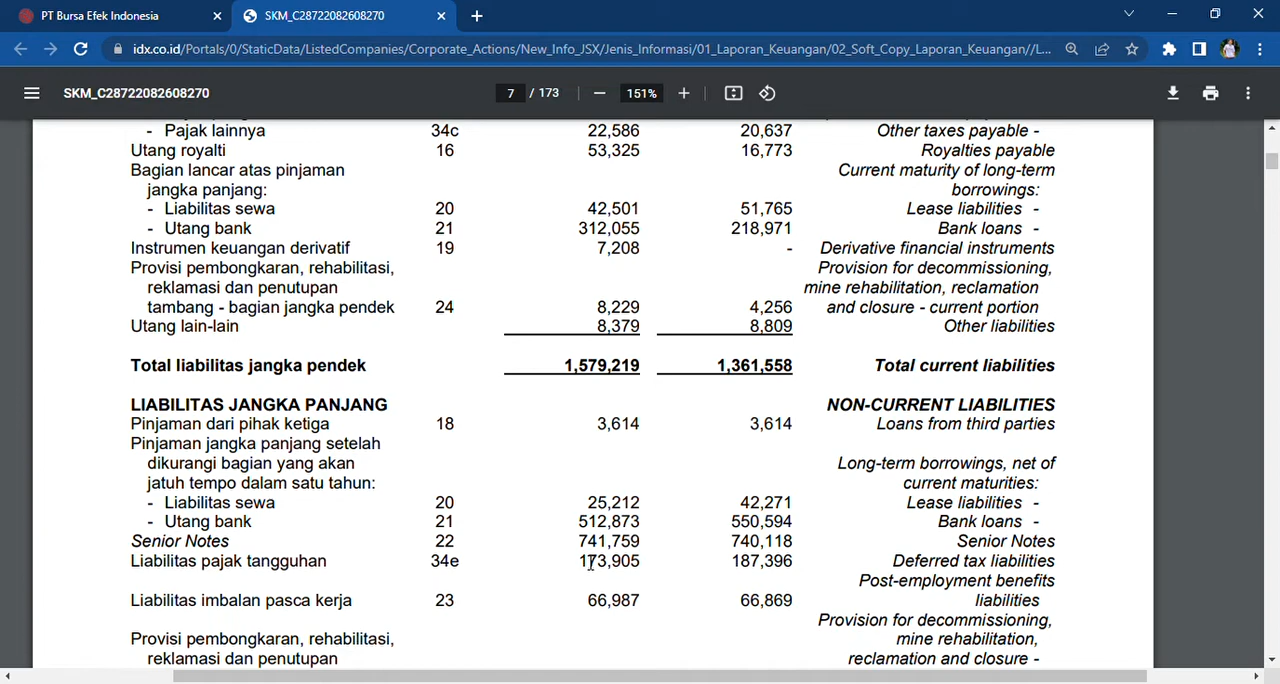 PT Bursa Efek Indonesia
SKM_C28722082608270
idx.co.id/Portals/0/StaticData/ListedCompanies/Corporate_Actions/New_Info_JSX/Jenis_Informasi/01_Laporan_Keuangan/02_Soft_Copy_Laporan_Keuangan//L...
SKM_C28722082608270 7 / 173 151%
- Pajak lainnya 34c 22,586 20,637 Other taxes payable -
Utang royalti 16 53,325 16,773 Royalties payable
Bagian lancar atas pinjaman Current maturity of long-term
jangka panjang: borrowings:
- Liabilitas sewa 20 42,501 51,765 Lease liabilities -
- Utang bank 21 312,055 218,971 Bank loans -
Instrumen keuangan derivatif 19 7,208 - Derivative financial instruments
Provisi pembongkaran, rehabilitasi, Provision for decommissioning,
reklamasi dan penutupan mine rehabilitation, reclamation
tambang - bagian jangka pendek 24 8,229 4,256 and closure - current portion
Utang lain-lain 8,379 8,809 Other liabilities
Total liabilitas jangka pendek 1,579,219 1,361,558 Total current liabilities
LIABILITAS JANGKA PANJANG NON-CURRENT LIABILITIES
Pinjaman dari pihak ketiga 18 3,614 3,614 Loans from third parties
Pinjaman jangka panjang setelah
dikurangi bagian yang akan Long-term borrowings, net of
jatuh tempo dalam satu tahun: current maturities:
- Liabilitas sewa 20 25,212 42,271 Lease liabilities -
- Utang bank 21 512,873 550,594 Bank loans -
Senior Notes 22 741,759 740,118 Senior Notes
Liabilitas pajak tangguhan 34e 173,905 187,396 Deferred tax liabilities
Post-employment benefits
Liabilitas imbalan pasca kerja 23 66,987 66,869 liabilities
Provision for decommissioning,
Provisi pembongkaran, rehabilitasi, mine rehabilitation,
reklamasi dan penutupan reclamation and closure -